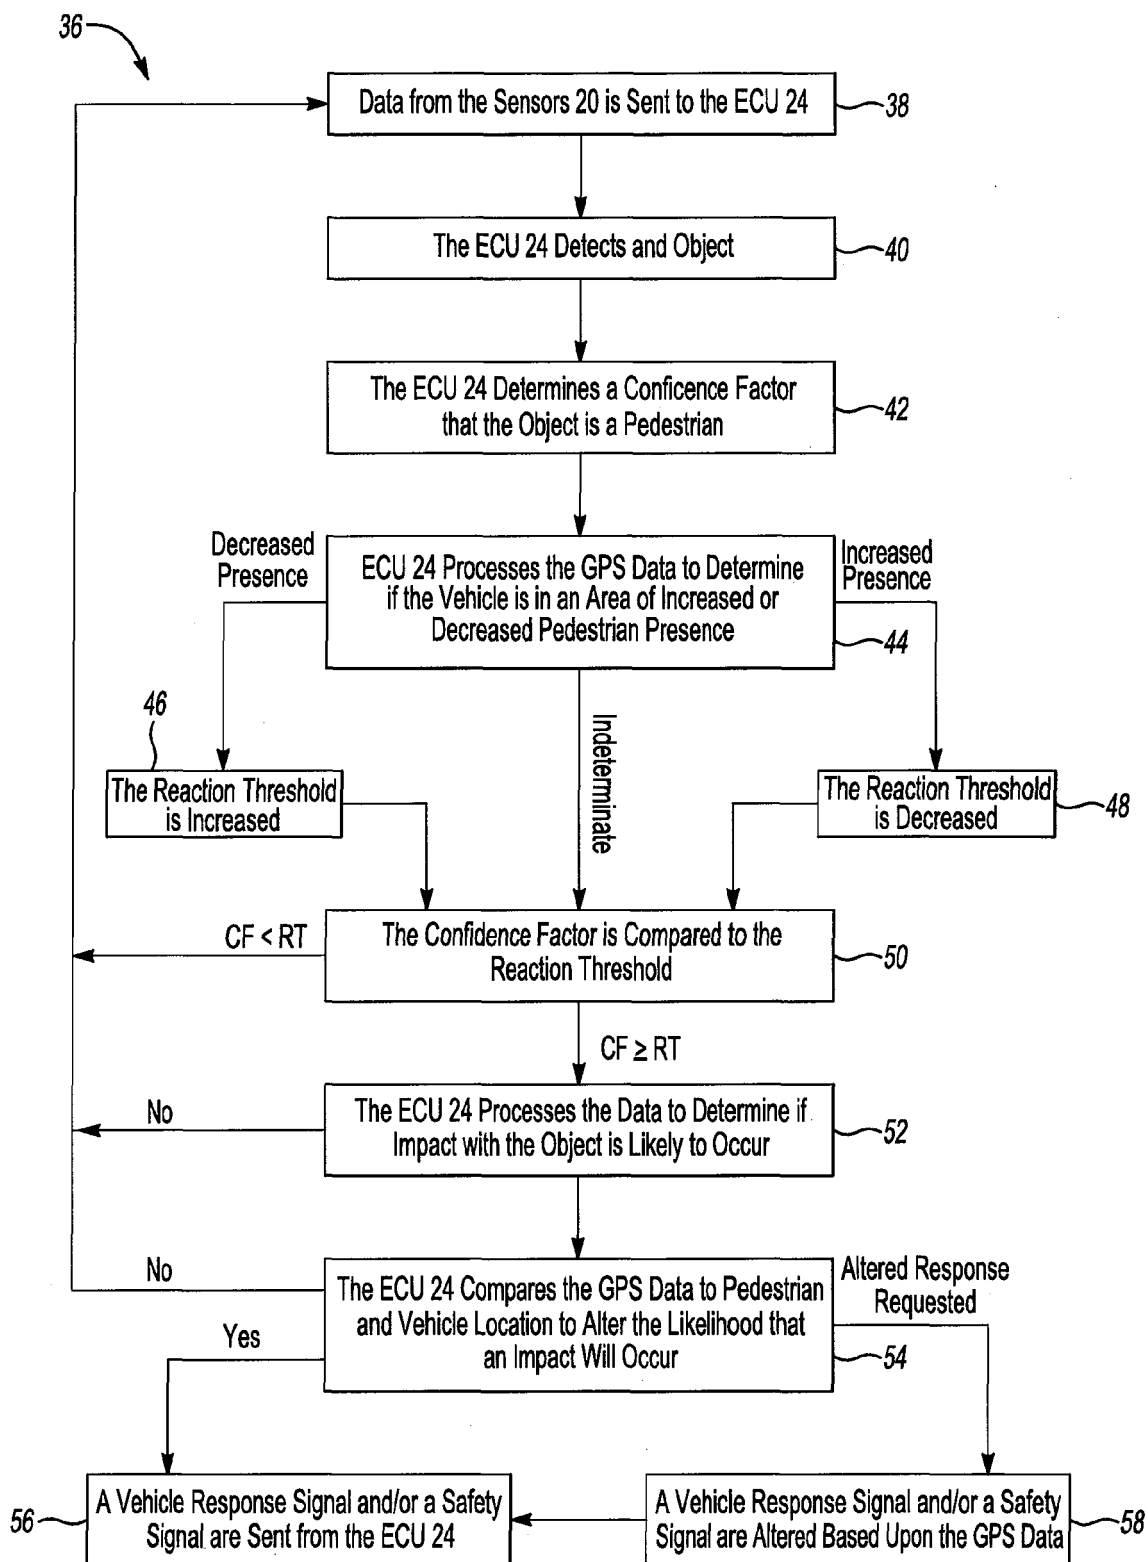 36
Data from the Sensors 20 is Sent to the ECU 24
38
The ECU 24 Detects and Object
40
The ECU 24 Determines a Conficence Factor
that the Object is a Pedestrian
42
Decreased
Presence
ECU 24 Processes the GPS Data to Determine
if the Vehicle is in an Area of Increased or
Decreased Pedestrian Presence
Increased
Presence
44
46
The Reaction Threshold
is Increased
Indeterminate
The Reaction Threshold
is Decreased
48
CF < RT
The Confidence Factor is Compared to the
Reaction Threshold
50
CF ≥ RT
No
The ECU 24 Processes the Data to Determine if
Impact with the Object is Likely to Occur
52
No
The ECU 24 Compares the GPS Data to Pedestrian
and Vehicle Location to Alter the Likelihood that
an Impact Will Occur
Altered Response
Requested
Yes
54
56
A Vehicle Response Signal and/or a Safety
Signal are Sent from the ECU 24
A Vehicle Response Signal and/or a Safety
Signal are Altered Based Upon the GPS Data
58